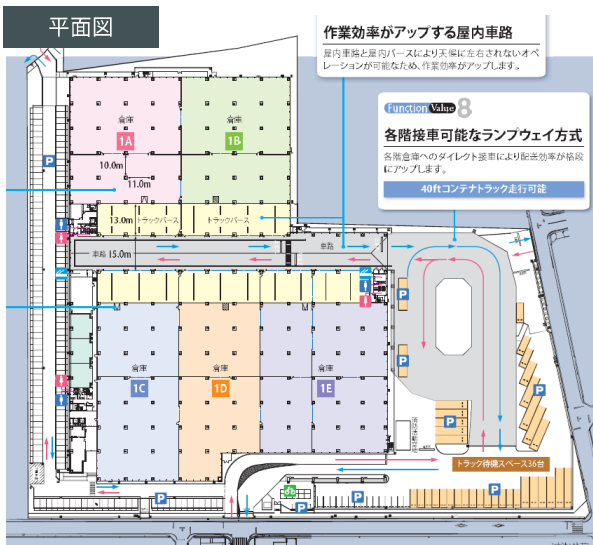 平面図
作業効率がアップする屋内車路
屋内車路と屋内バースにより天候に左右されないオペ
レーションが可能なため、作業効率がアップします。
Function Value 8
各階接車可能なランプウェイ方式
各階倉庫へのダイレクト接車により配送効率が格段
にアップします。
40ftコンテナトラック走行可能
P
倉庫
1A
倉庫
1B
10.0m
11.0m
13.0m
トラックバース
トラックバース
車路 15.0m
車路
P
P
倉庫
1C
倉庫
1D
倉庫
1E
P
P
トラック待機スペース36台
P
P
P
P